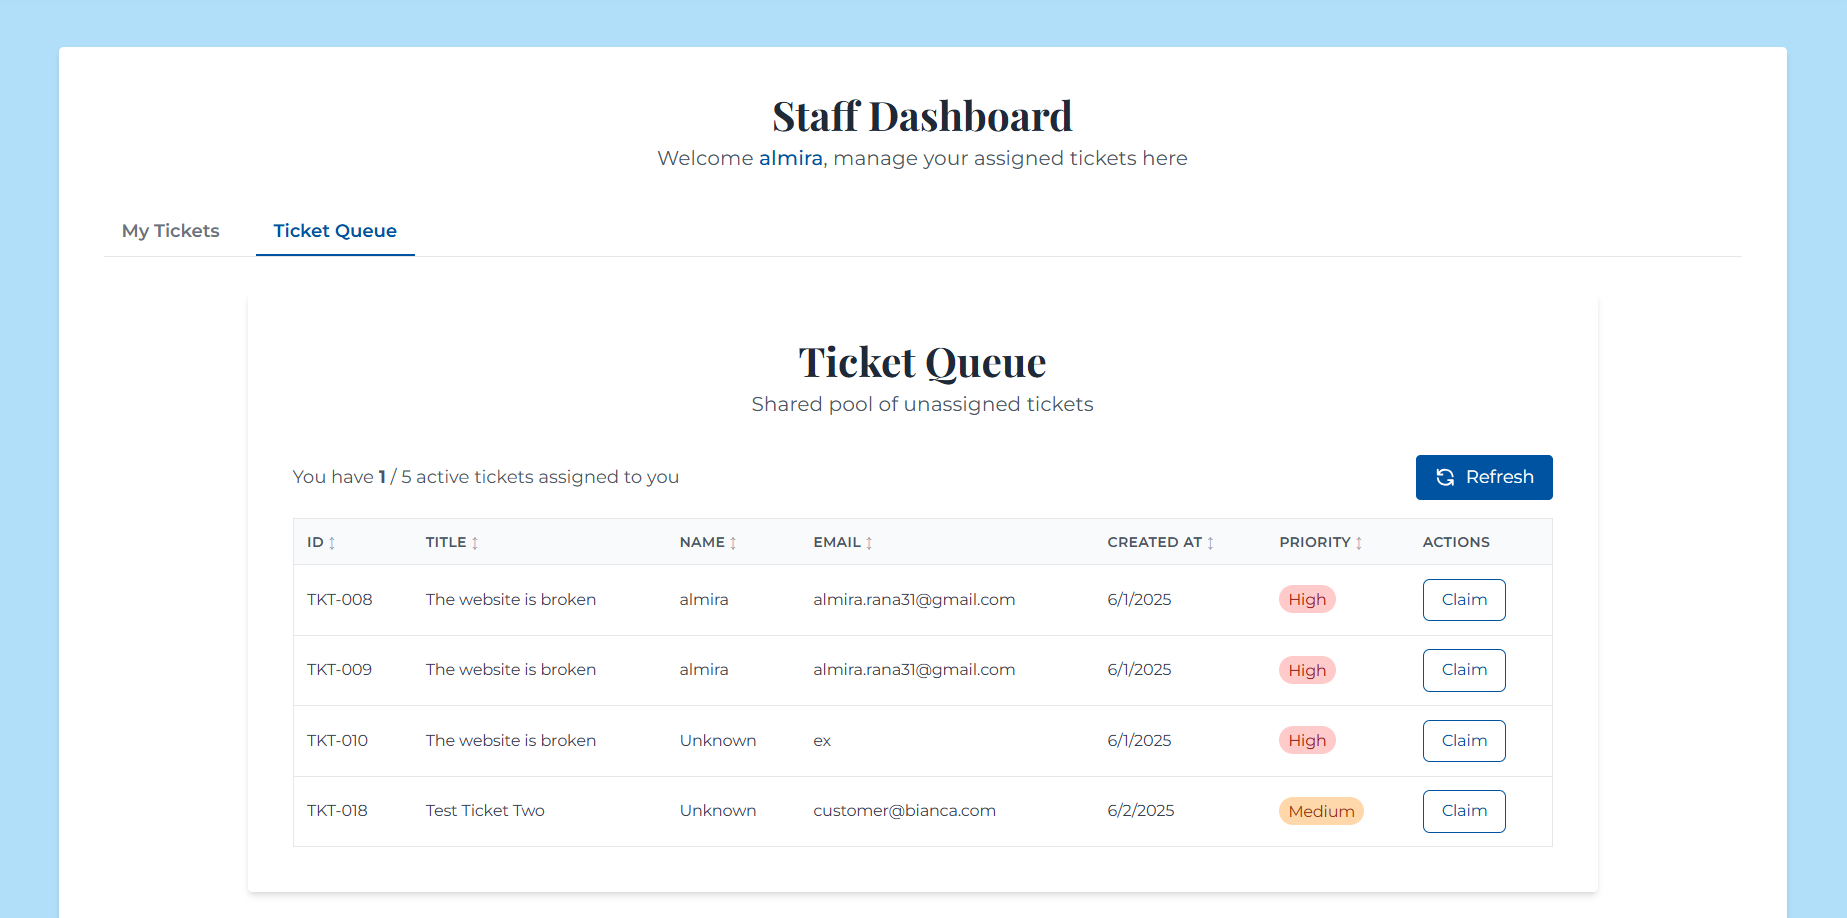 Staff Dashboard
Welcome almira, manage your assigned tickets here
My Tickets Ticket Queue
Ticket Queue
Shared pool of unassigned tickets
You have 1 / 5 active tickets assigned to you
Refresh
ID TITLE NAME EMAIL CREATED AT PRIORITY ACTIONS
TKT-008 The website is broken almira almira.rana31@gmail.com 6/1/2025 High Claim
TKT-009 The website is broken almira almira.rana31@gmail.com 6/1/2025 High Claim
TKT-010 The website is broken Unknown ex 6/1/2025 High Claim
TKT-018 Test Ticket Two Unknown customer@bianca.com 6/2/2025 Medium Claim